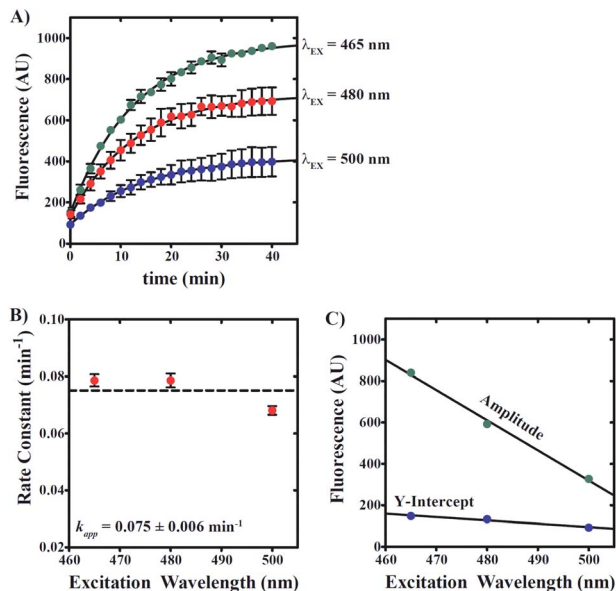 A)
Fluorescence (AU)
1000
800
600
400
200
0
0 10 20 30 40
time (min)
λEX = 465 nm
λEX = 480 nm
λEX = 500 nm
B)
Rate Constant (min-1)
0.10
0.08
0.06
0.04
0.02
kapp = 0.075 ± 0.006 min-1
460 470 480 490 500
Excitation Wavelength (nm)
C)
Fluorescence (AU)
1000
800
600
400
200
0
Amplitude
Y-Intercept
460 470 480 490 500
Excitation Wavelength (nm)